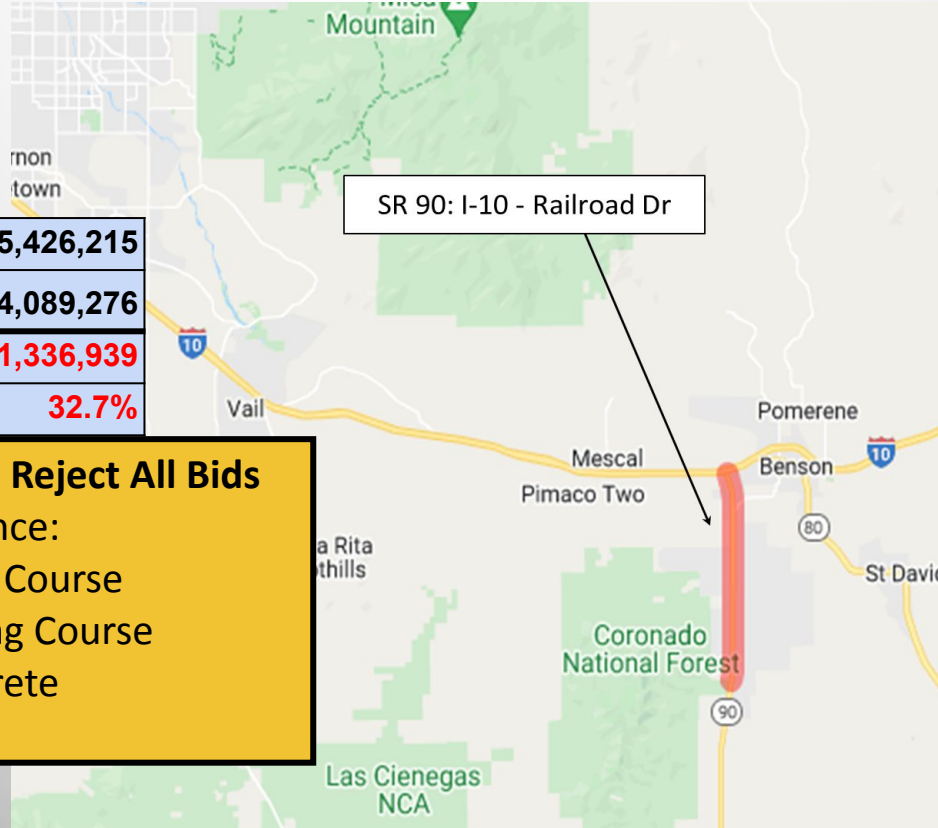 Mountain
rnon
town
SR 90: I-10 - Railroad Dr
5,426,215
4,089,276
1,336,939
32.7%
10
Vail
Pomerene
Mescal
Benson
10
Pimaco Two
80
Reject All Bids
nce:
Course
ng Course
rete
a Rita
thills
St David
Coronado
National Forest
90
Las Cienegas
NCA